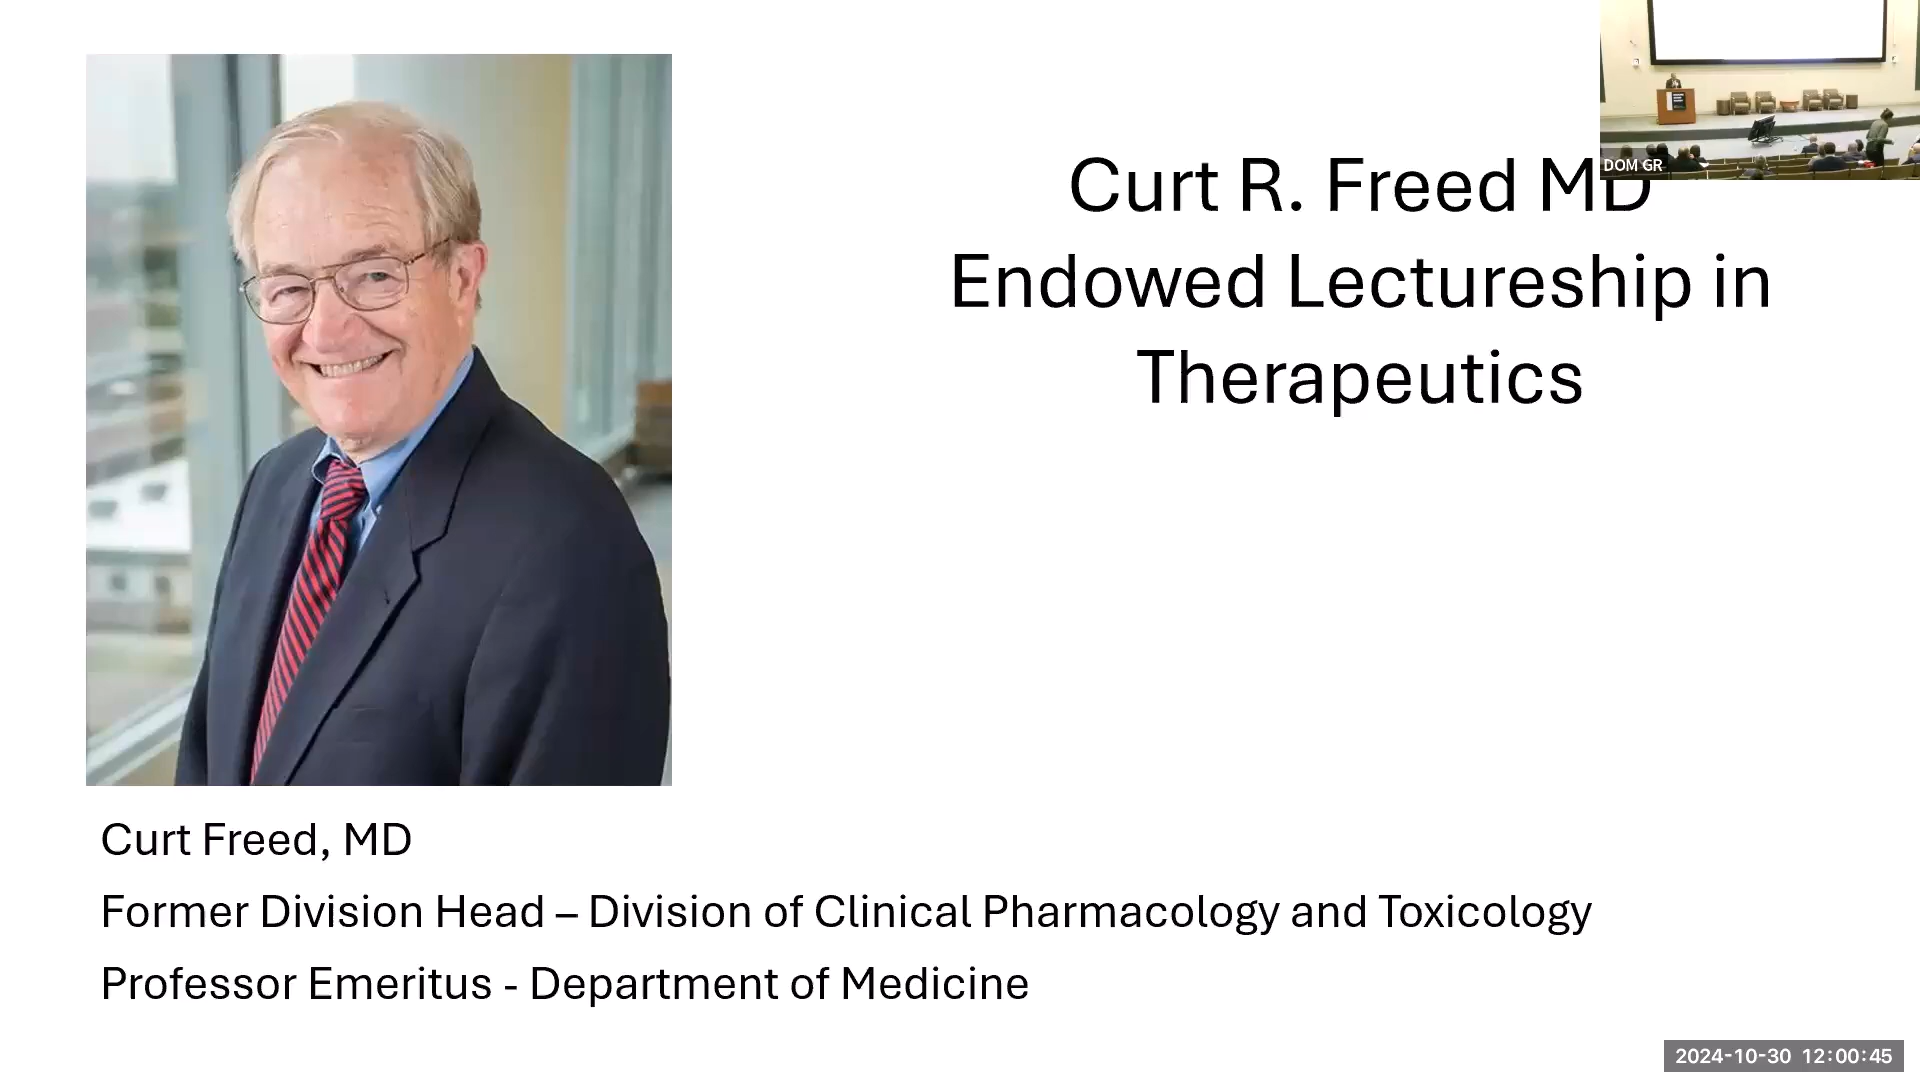 DOM GR
Curt R. Freed MD
Endowed Lectureship in
Therapeutics
Curt Freed, MD
Former Division Head – Division of Clinical Pharmacology and Toxicology
Professor Emeritus - Department of Medicine
2024-10-30 12:00:45